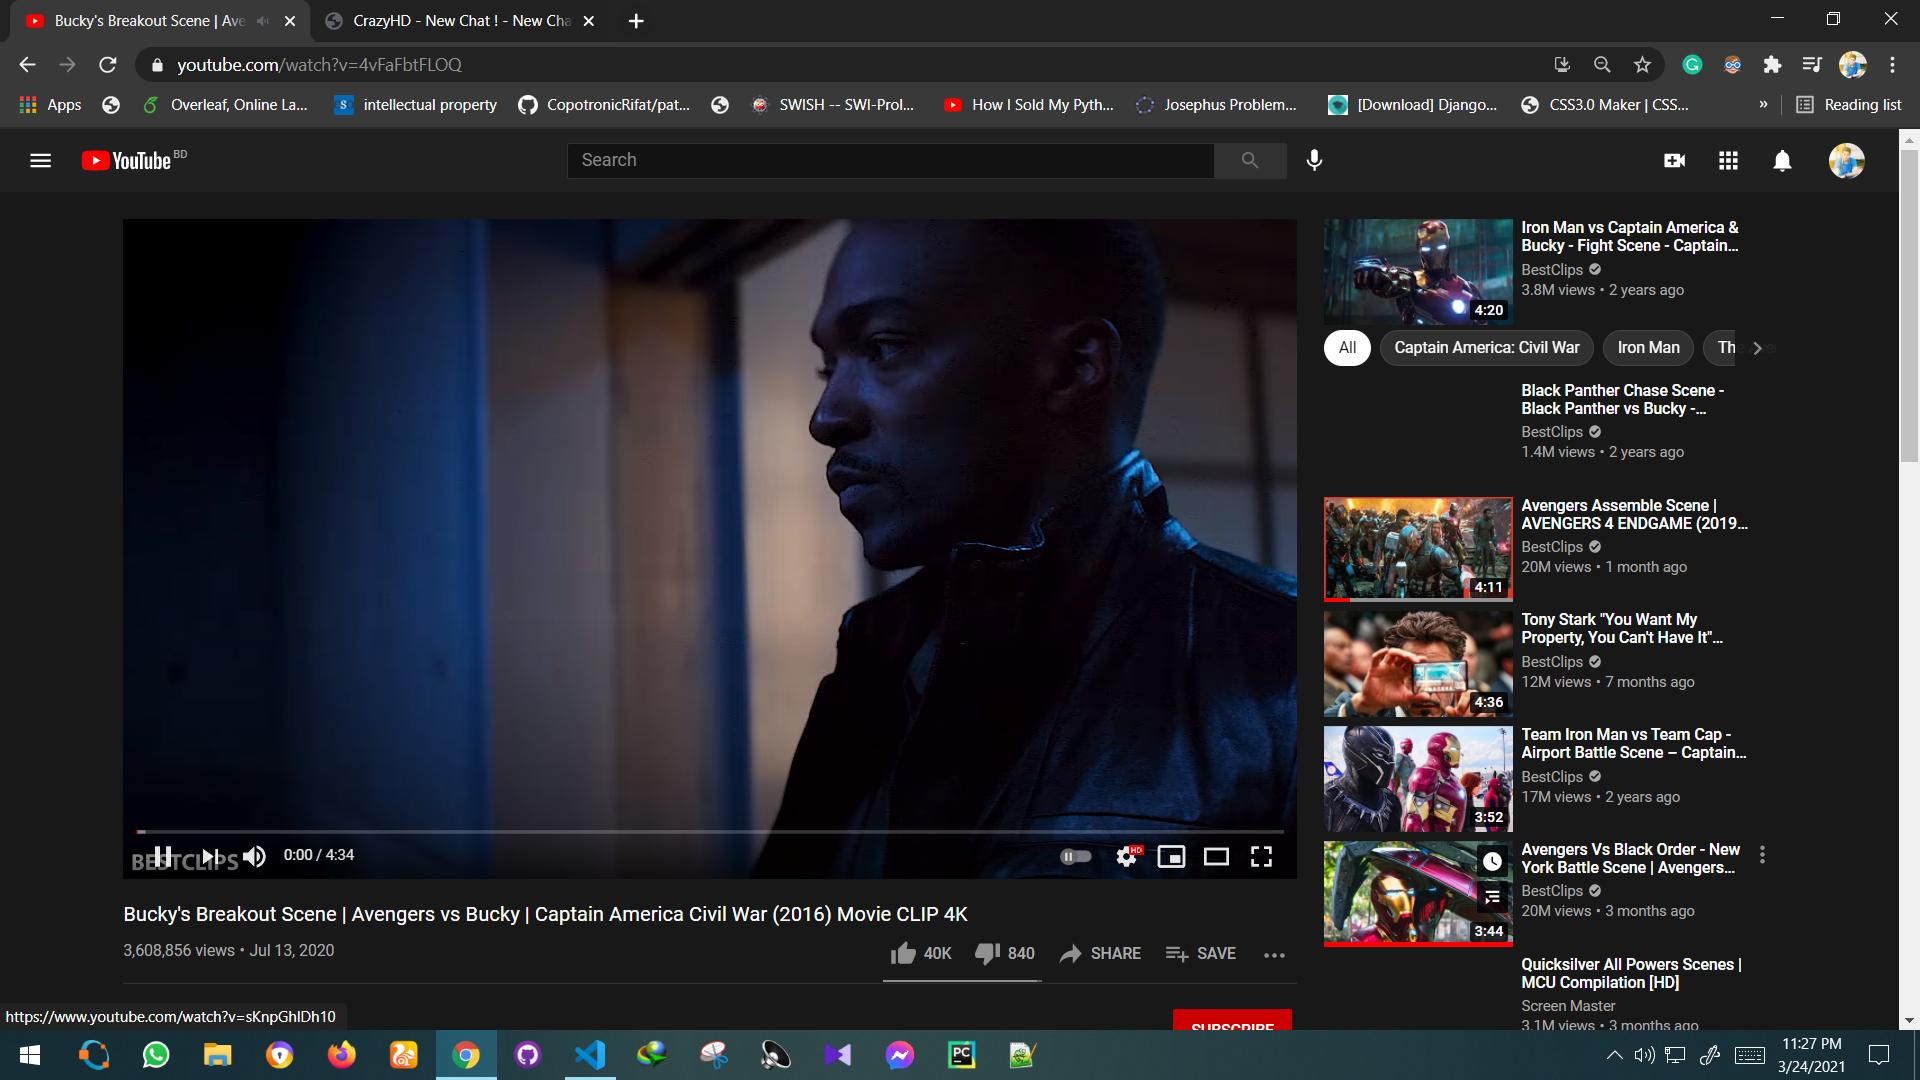 Bucky's Breakout Scene | Ave
CrazyHD - New Chat ! - New Cha
youtube.com/watch?v=4vFaFbtFLOQ
Apps
Overleaf, Online La...
intellectual property
CopotronicRifat/pat...
SWISH -- SWI-Prol...
How I Sold My Pyth...
Josephus Problem...
[Download] Django...
CSS3.0 Maker | CSS...
»
Reading list
YouTube BD
Search
BESTCLIPS
0:00 / 4:34
HD
Bucky's Breakout Scene | Avengers vs Bucky | Captain America Civil War (2016) Movie CLIP 4K
3,608,856 views • Jul 13, 2020
40K
840
SHARE
SAVE
SUBSCRIBE
Iron Man vs Captain America &
Bucky - Fight Scene - Captain...
BestClips
3.8M views • 2 years ago
4:20
All
Captain America: Civil War
Iron Man
Th
Black Panther Chase Scene -
Black Panther vs Bucky -...
BestClips
1.4M views • 2 years ago
Avengers Assemble Scene |
AVENGERS 4 ENDGAME (2019...
BestClips
20M views • 1 month ago
4:11
Tony Stark "You Want My
Property, You Can't Have It"...
BestClips
12M views • 7 months ago
4:36
Team Iron Man vs Team Cap -
Airport Battle Scene – Captain...
BestClips
17M views • 2 years ago
3:52
Avengers Vs Black Order - New
York Battle Scene | Avengers...
BestClips
20M views • 3 months ago
3:44
Quicksilver All Powers Scenes |
MCU Compilation [HD]
Screen Master
3.1M views • 3 months ago
https://www.youtube.com/watch?v=sKnpGhIDh10
PC
11:27 PM
3/24/2021